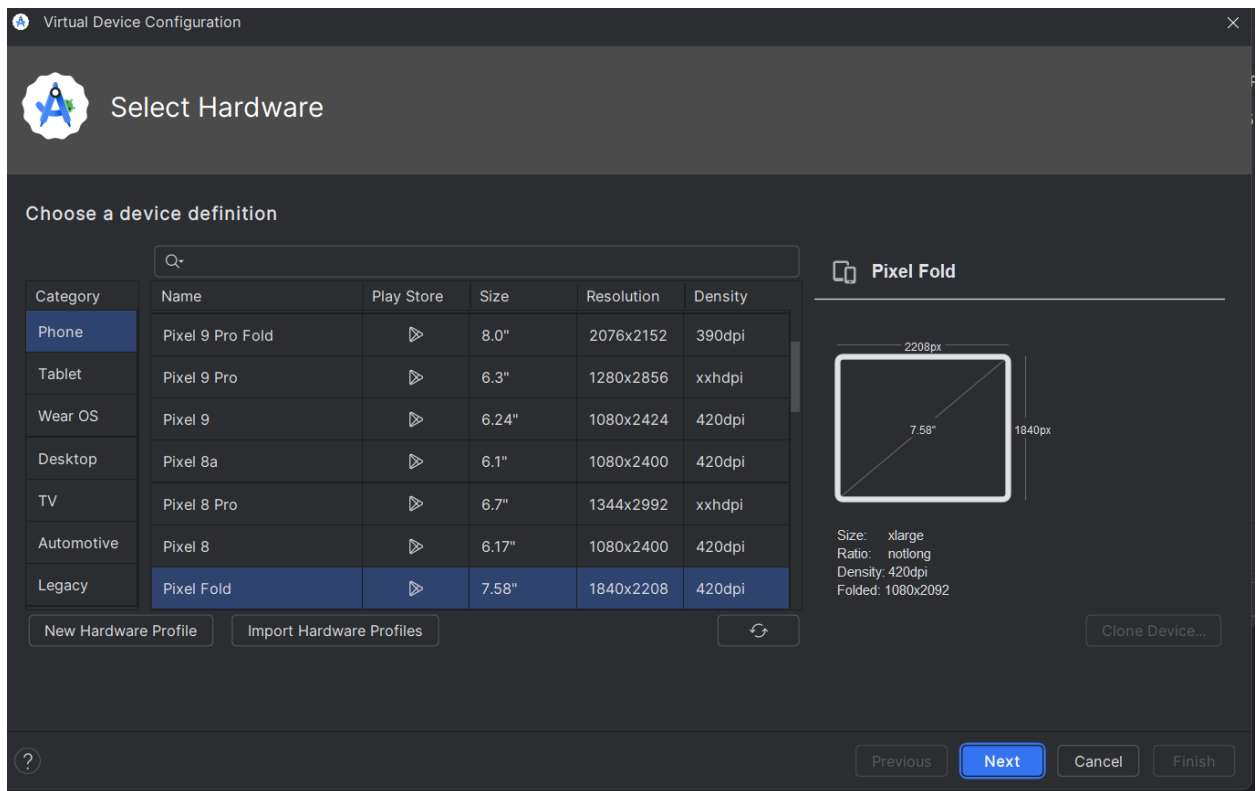 Virtual Device Configuration
Select Hardware
Choose a device definition
Category
Phone
Tablet
Wear OS
Desktop
TV
Automotive
Legacy
Name Play Store Size Resolution Density
Pixel 9 Pro Fold 8.0" 2076x2152 390dpi
Pixel 9 Pro 6.3" 1280x2856 xxhdpi
Pixel 9 6.24" 1080x2424 420dpi
Pixel 8a 6.1" 1080x2400 420dpi
Pixel 8 Pro 6.7" 1344x2992 xxhdpi
Pixel 8 6.17" 1080x2400 420dpi
Pixel Fold 7.58" 1840x2208 420dpi
New Hardware Profile Import Hardware Profiles
Pixel Fold
2208px
7.58"
1840px
Size: xlarge
Ratio: notlong
Density: 420dpi
Folded: 1080x2092
Clone Device...
? Previous Next Cancel Finish